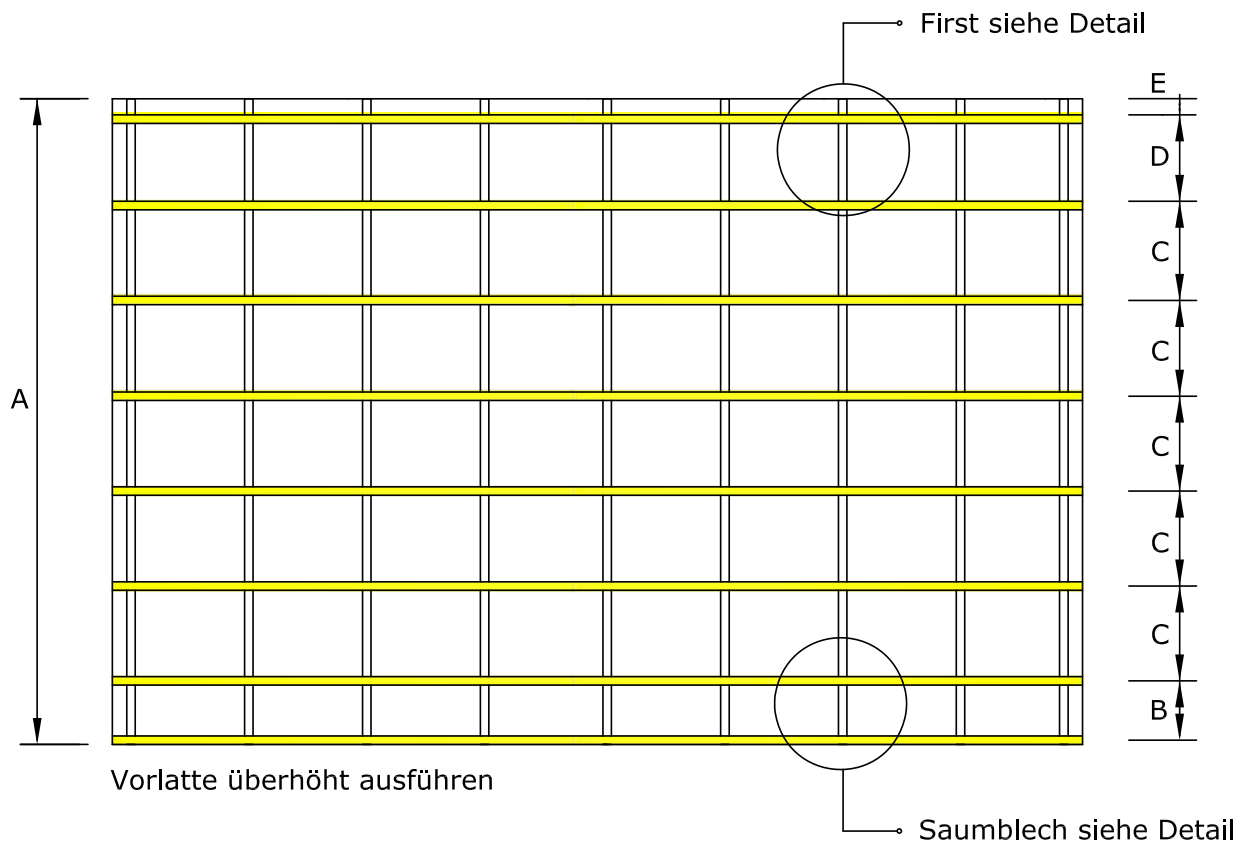 First siehe Detail
E
D
C
C
A
C
C
C
B
Vorlatte überhöht ausführen
Saumblech siehe Detail